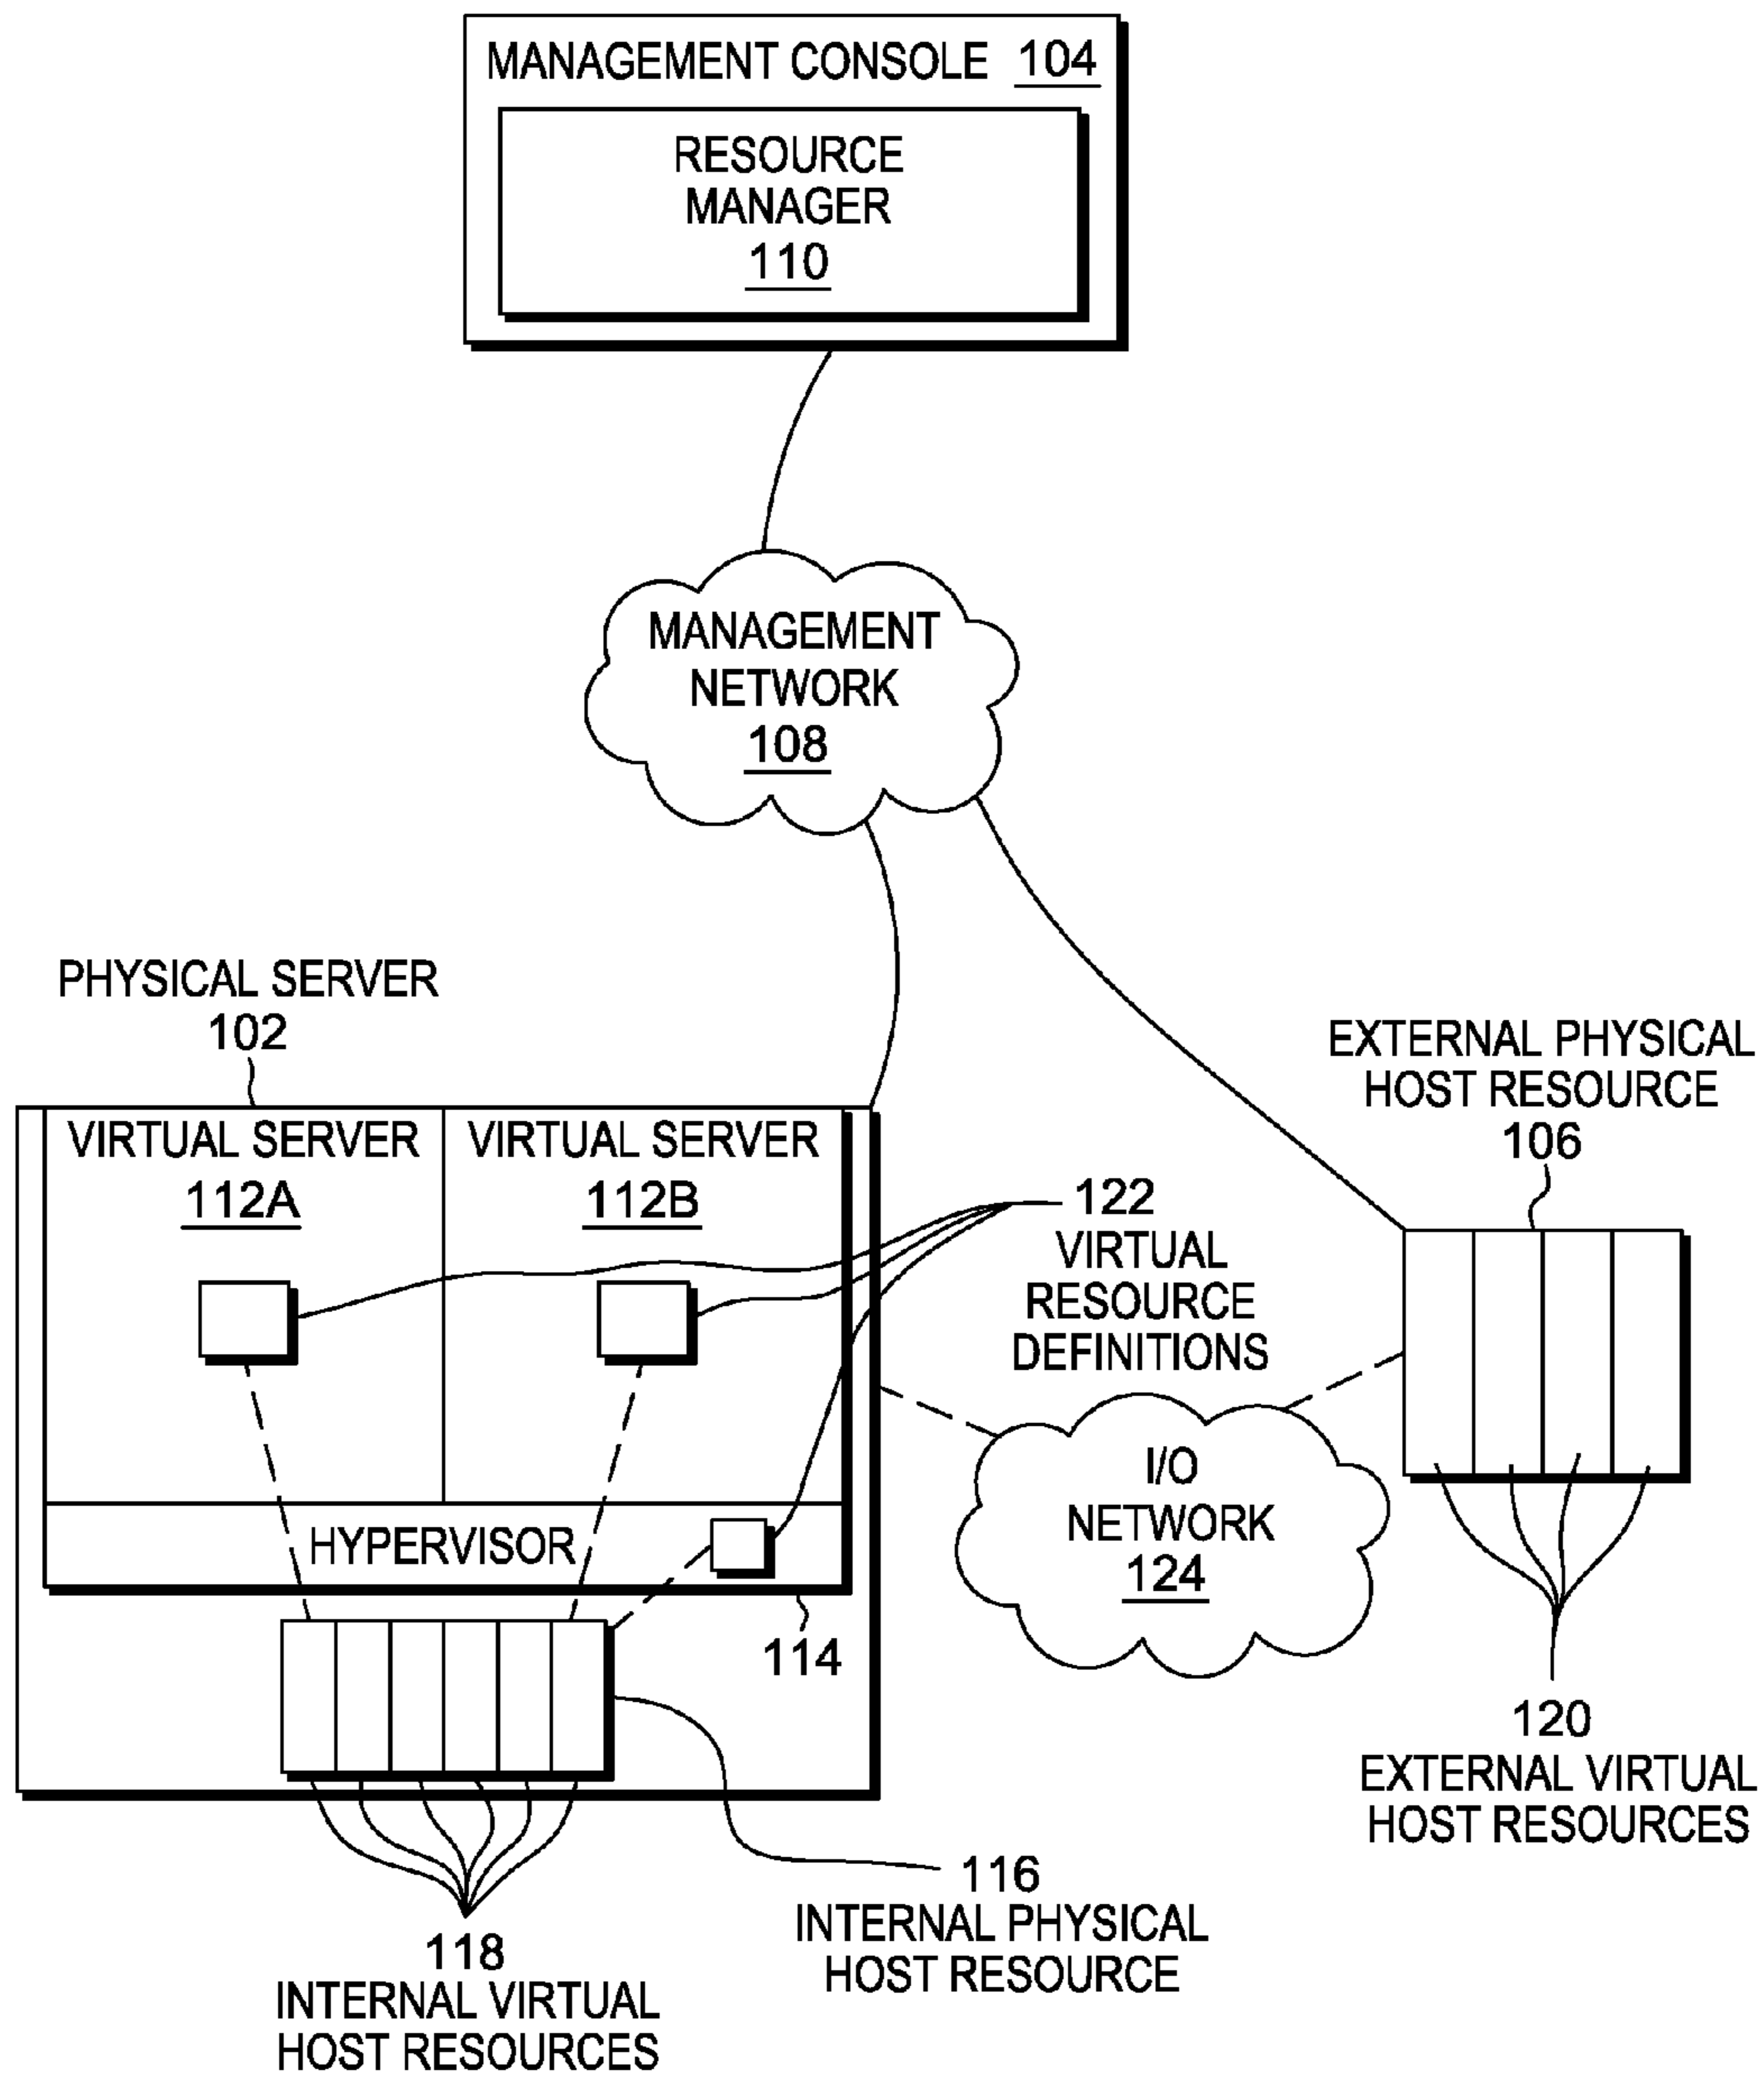 MANAGEMENT CONSOLE 104
RESOURCE
MANAGER
110
MANAGEMENT
NETWORK
108
PHYSICAL SERVER
102
EXTERNAL PHYSICAL
HOST RESOURCE
106
VIRTUAL SERVER
112A
VIRTUAL SERVER
112B
122
VIRTUAL
RESOURCE
DEFINITIONS
I/O
NETWORK
124
HYPERVISOR
114
120
EXTERNAL VIRTUAL
HOST RESOURCES
116
INTERNAL PHYSICAL
HOST RESOURCE
118
INTERNAL VIRTUAL
HOST RESOURCES